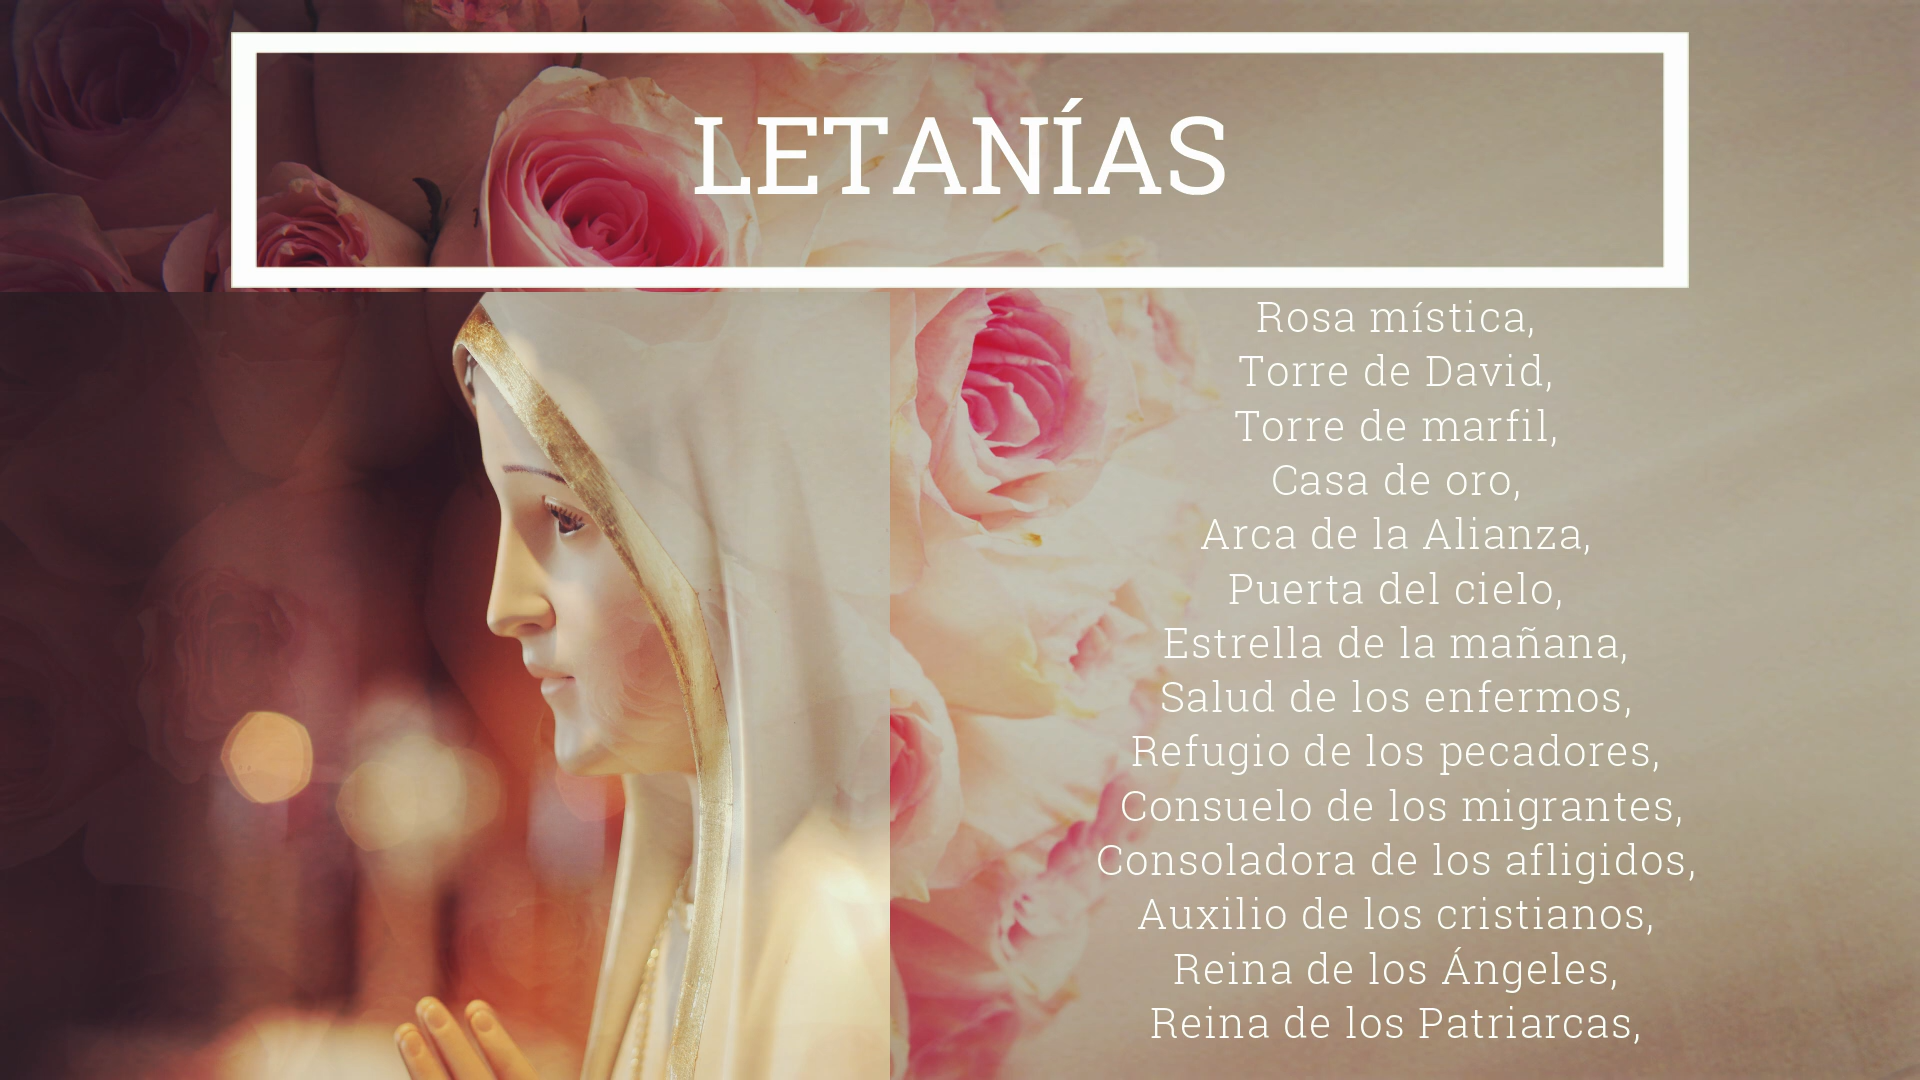 LETANÍAS
Rosa mística,
Torre de David,
Torre de marfil,
Casa de oro,
Arca de la Alianza,
Puerta del cielo,
Estrella de la mañana,
Salud de los enfermos,
Refugio de los pecadores,
Consuelo de los migrantes,
Consoladora de los afligidos,
Auxilio de los cristianos,
Reina de los Ángeles,
Reina de los Patriarcas,